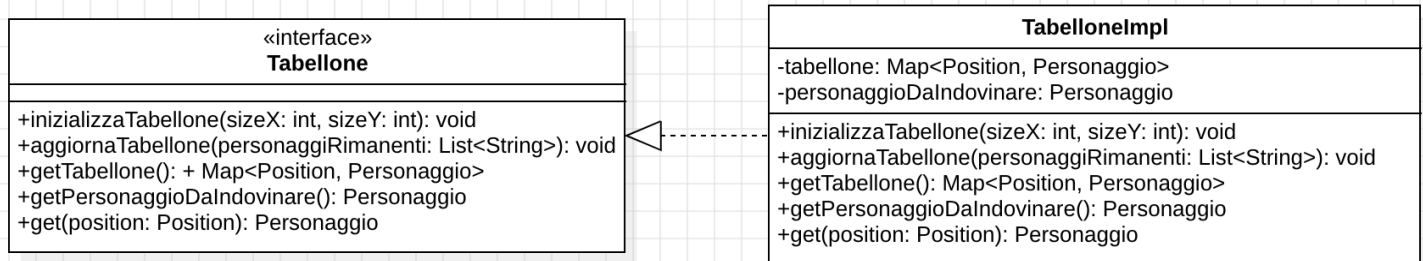 «interface»
Tabellone
+inizializzaTabellone(sizeX: int, sizeY: int): void
+aggiornaTabellone(personaggiRimanenti: List<String>): void
+getTabellone(): + Map<Position, Personaggio>
+getPersonaggioDaIndovinare(): Personaggio
+get(position: Position): Personaggio
TabelloneImpl
-tabellone: Map<Position, Personaggio>
-personaggioDaIndovinare: Personaggio
+inizializzaTabellone(sizeX: int, sizeY: int): void
+aggiornaTabellone(personaggiRimanenti: List<String>): void
+getTabellone(): Map<Position, Personaggio>
+getPersonaggioDaIndovinare(): Personaggio
+get(position: Position): Personaggio